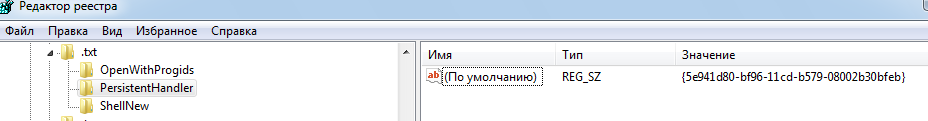 Редактор реестра
Файл Правка Вид Избранное Справка
.txt
OpenWithProgids
PersistentHandler
ShellNew
Имя Тип Значение
ab (По умолчанию) REG_SZ {5e941d80-bf96-11cd-b579-08002b30bfeb}